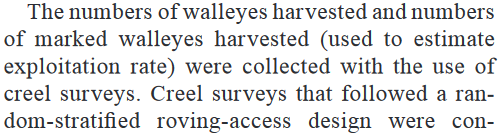 The numbers of walleyes harvested and numbers
of marked walleyes harvested (used to estimate
exploitation rate) were collected with the use of
creel surveys. Creel surveys that followed a ran-
dom-stratified roving-access design were con-